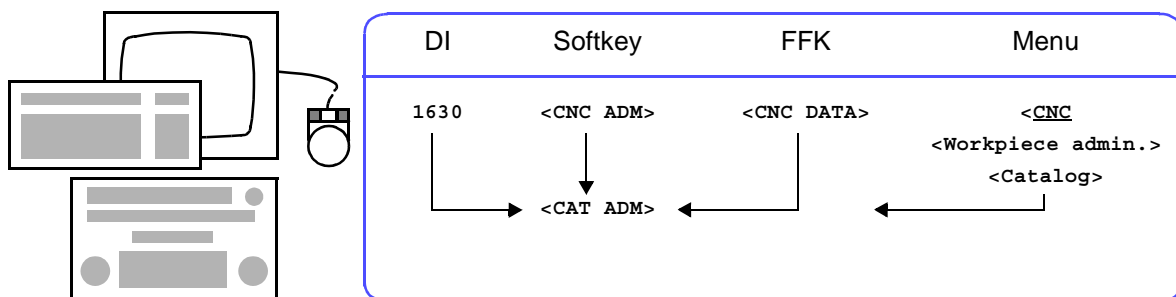 DI Softkey FFK Menu
1630 <CNC ADM> <CNC DATA> <CNC
<Workpiece admin.>
<Catalog>
<CAT ADM>